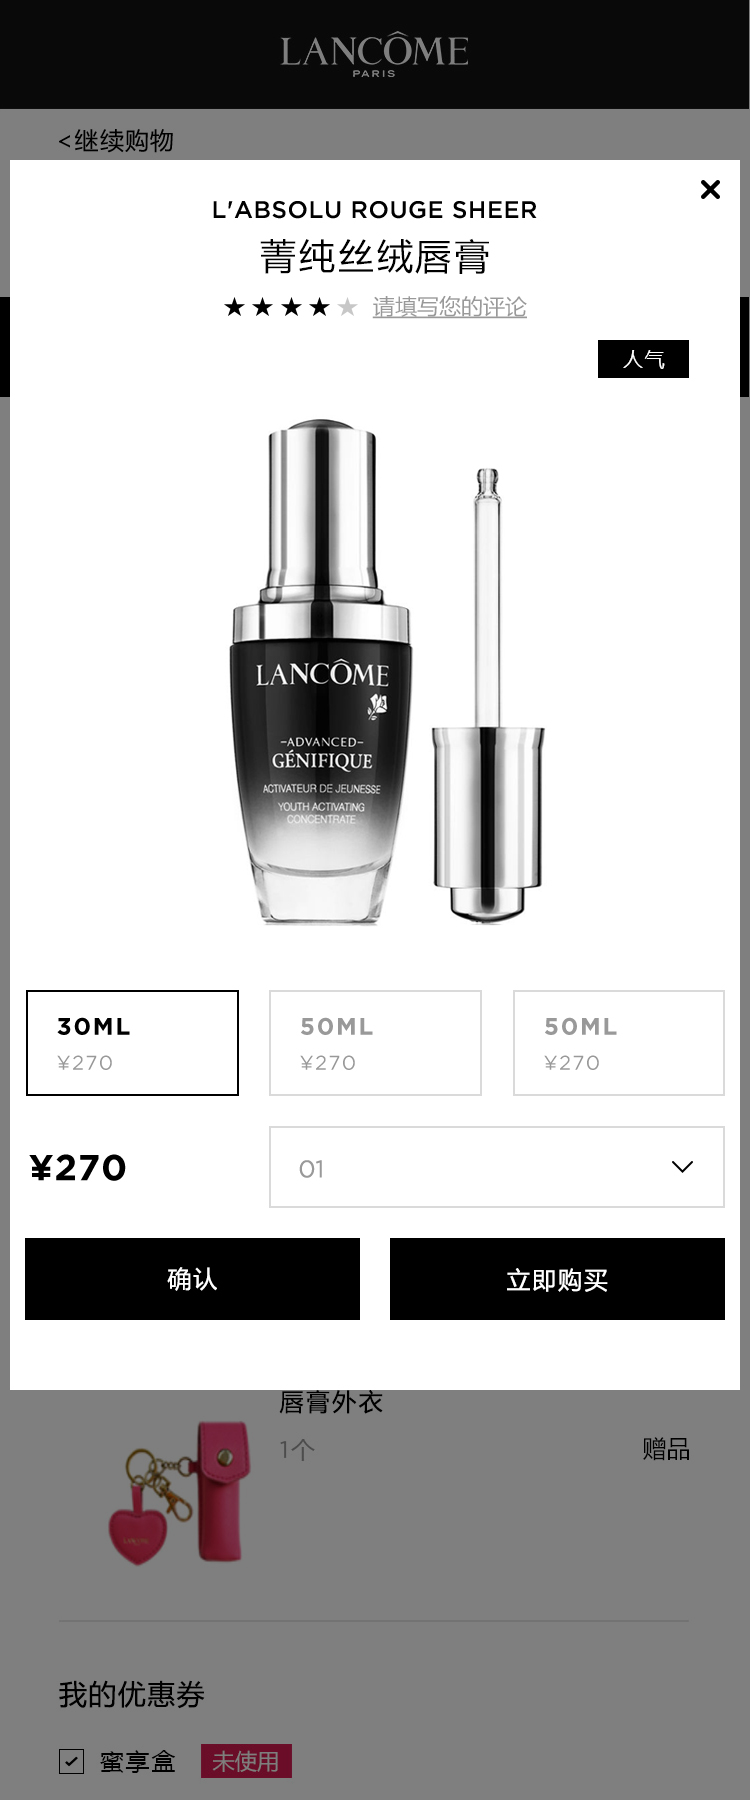 LANCÔME
PARIS
<继续购物
L'ABSOLU ROUGE SHEER
菁纯丝绒唇膏
请填写您的评论
人气
LANCÔME
-ADVANCED-
GÉNIFIQUE
ACTIVATEUR DE JEUNESSE
YOUTH ACTIVATING
CONCENTRATE
30ML
¥270
50ML
¥270
50ML
¥270
¥270
01
确认
立即购买
唇膏外衣
1个
赠品
我的优惠券
蜜享盒
未使用